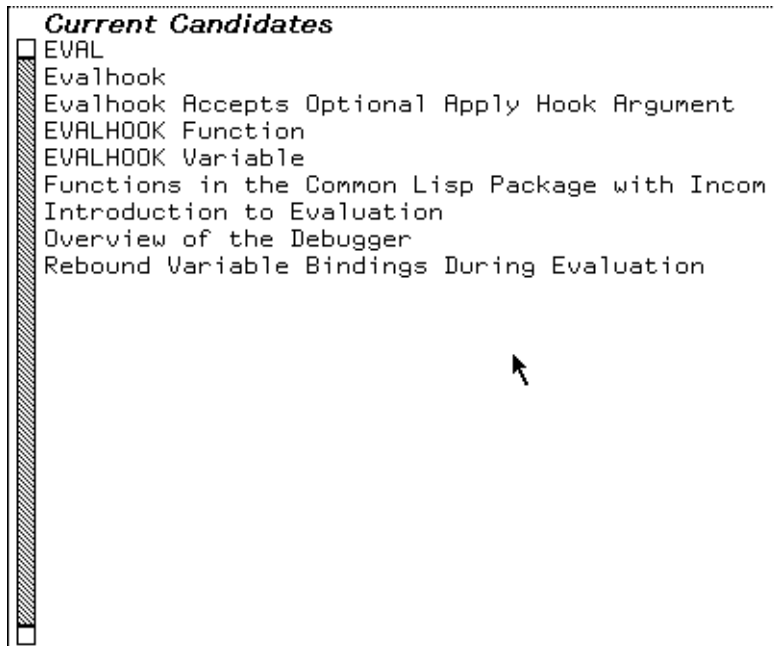 Current Candidates
EVAL
Evalhook
Evalhook Accepts Optional Apply Hook Argument
EVALHOOK Function
EVALHOOK Variable
Functions in the Common Lisp Package with Incom
Introduction to Evaluation
Overview of the Debugger
Rebound Variable Bindings During Evaluation